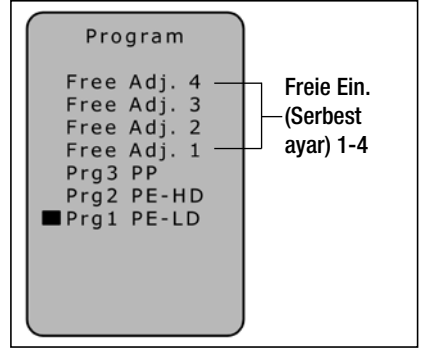 Program
Free Adj. 4
Free Adj. 3
Free Adj. 2
Free Adj. 1
Prg3 PP
Prg2 PE-HD
Prg1 PE-LD
Freie Ein.
(Serbest
ayar) 1-4